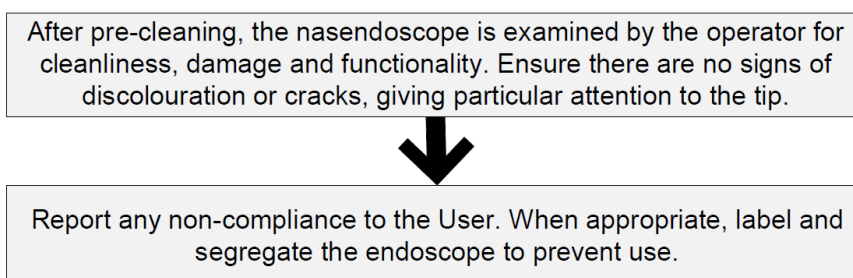 After pre-cleaning, the nasendoscope is examined by the operator for
cleanliness, damage and functionality. Ensure there are no signs of
discolouration or cracks, giving particular attention to the tip.
Report any non-compliance to the User. When appropriate, label and
segregate the endoscope to prevent use.